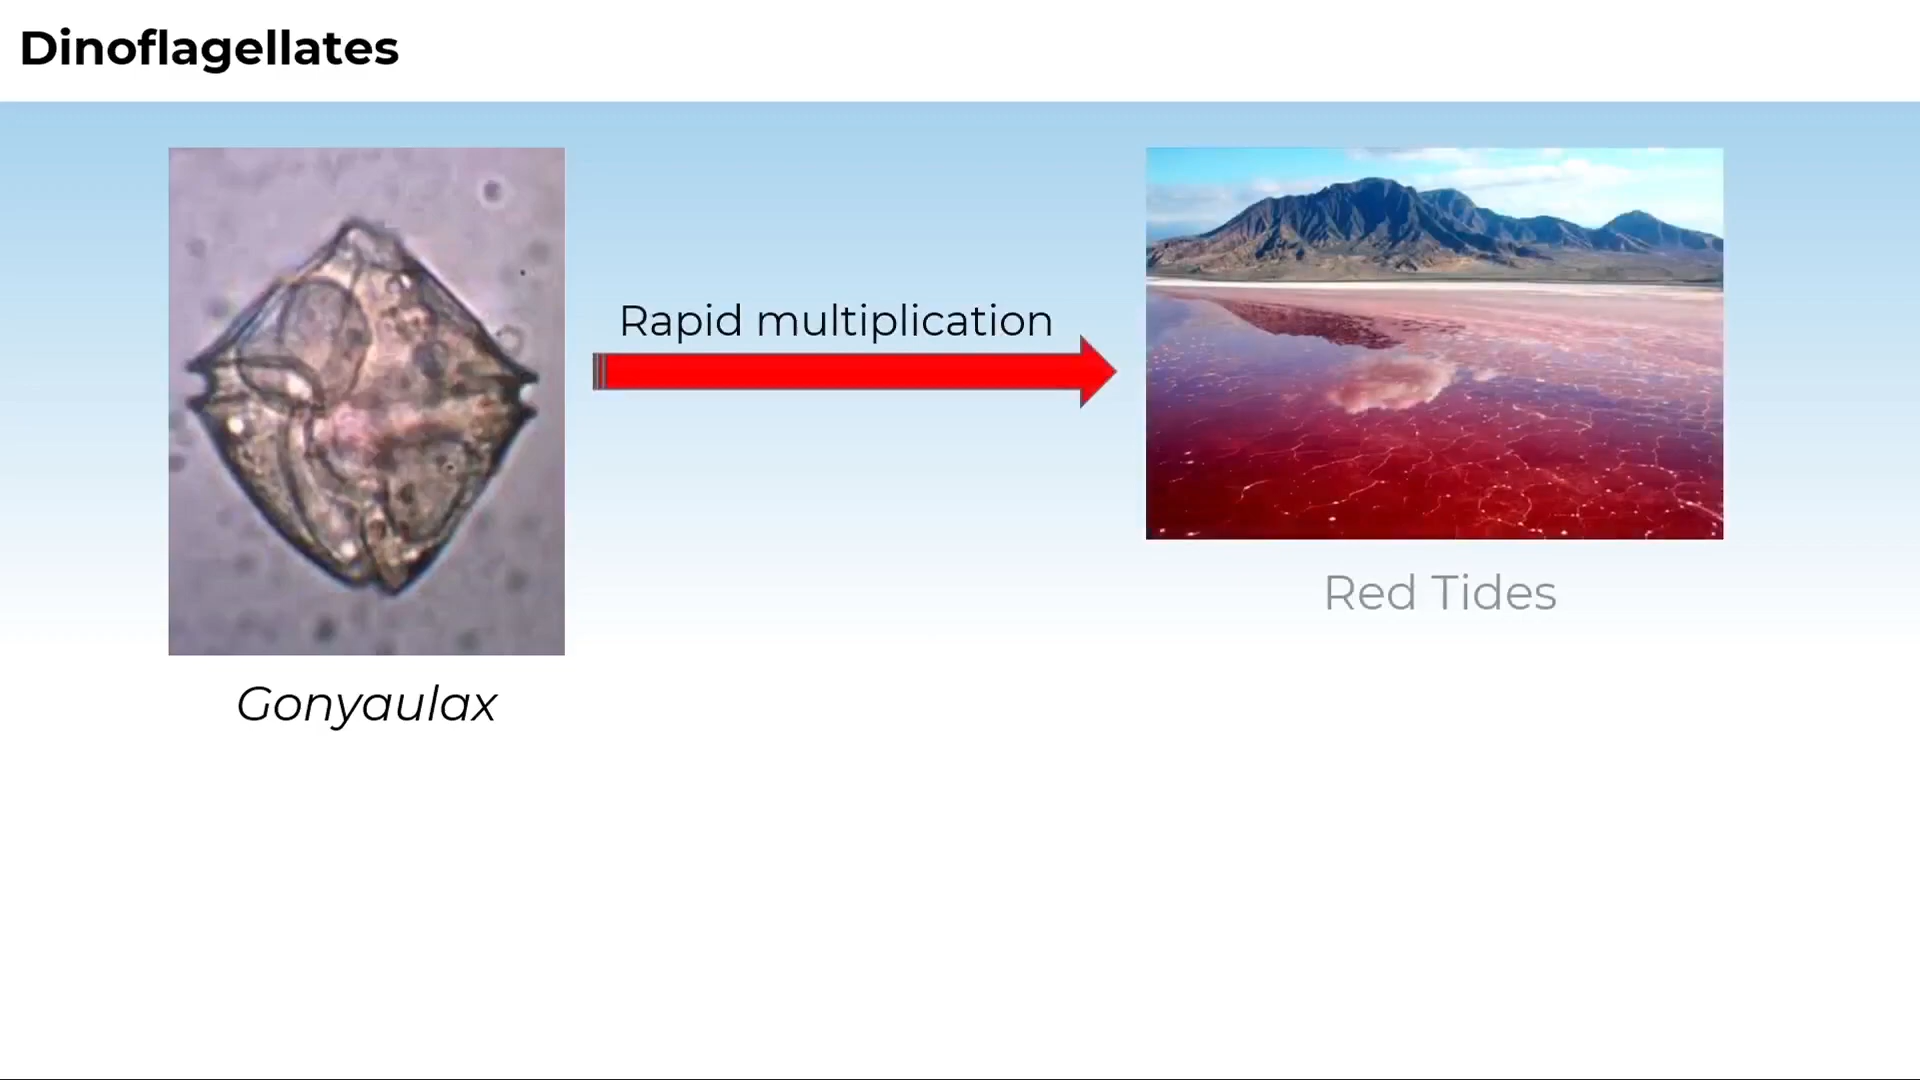 Dinoflagellates
Rapid multiplication
Red Tides
Gonyaulax